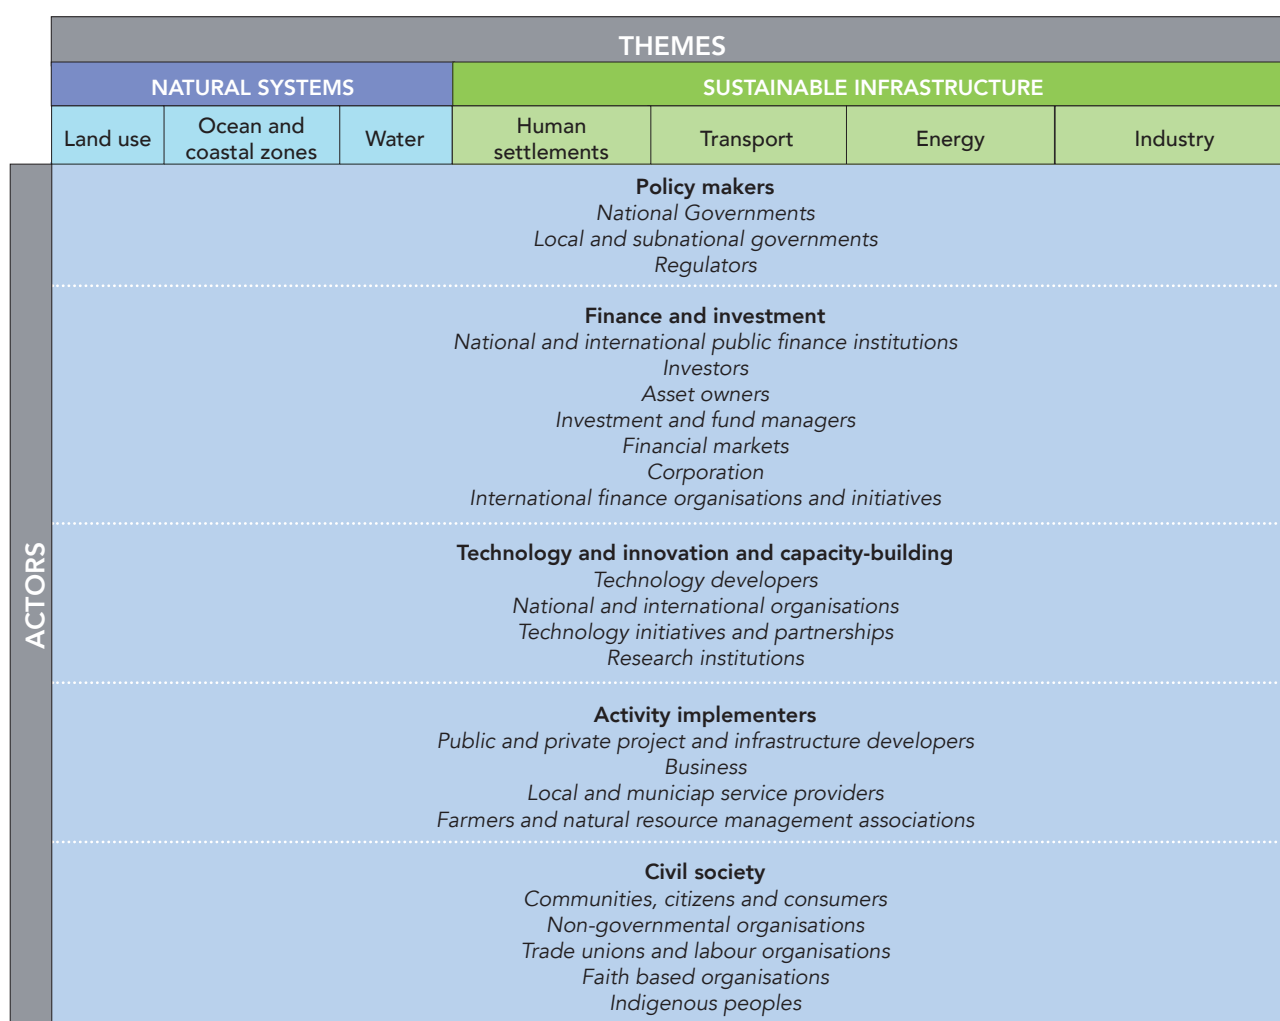 THEMES
NATURAL SYSTEMS
SUSTAINABLE INFRASTRUCTURE
Land use
Ocean and
coastal zones
Water
Human
settlements
Transport
Energy
Industry
ACTORS
Policy makers
National Governments
Local and subnational governments
Regulators
Finance and investment
National and international public finance institutions
Investors
Asset owners
Investment and fund managers
Financial markets
Corporation
International finance organisations and initiatives
Technology and innovation and capacity-building
Technology developers
National and international organisations
Technology initiatives and partnerships
Research institutions
Activity implementers
Public and private project and infrastructure developers
Business
Local and municiap service providers
Farmers and natural resource management associations
Civil society
Communities, citizens and consumers
Non-governmental organisations
Trade unions and labour organisations
Faith based organisations
Indigenous peoples